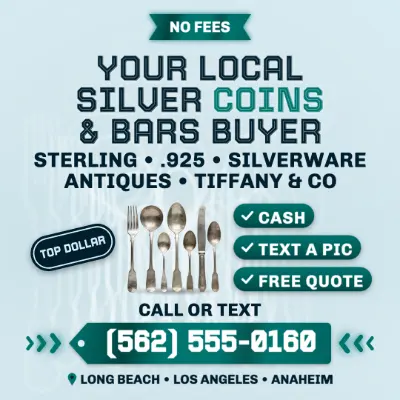 NO FEES
YOUR LOCAL
SILVER COINS
& BARS BUYER
STERLING • .925 • SILVERWARE
ANTIQUES • TIFFANY & CO
TOP DOLLAR
CASH
TEXT A PIC
FREE QUOTE
CALL OR TEXT
(562) 555-0160
LONG BEACH • LOS ANGELES • ANAHEIM